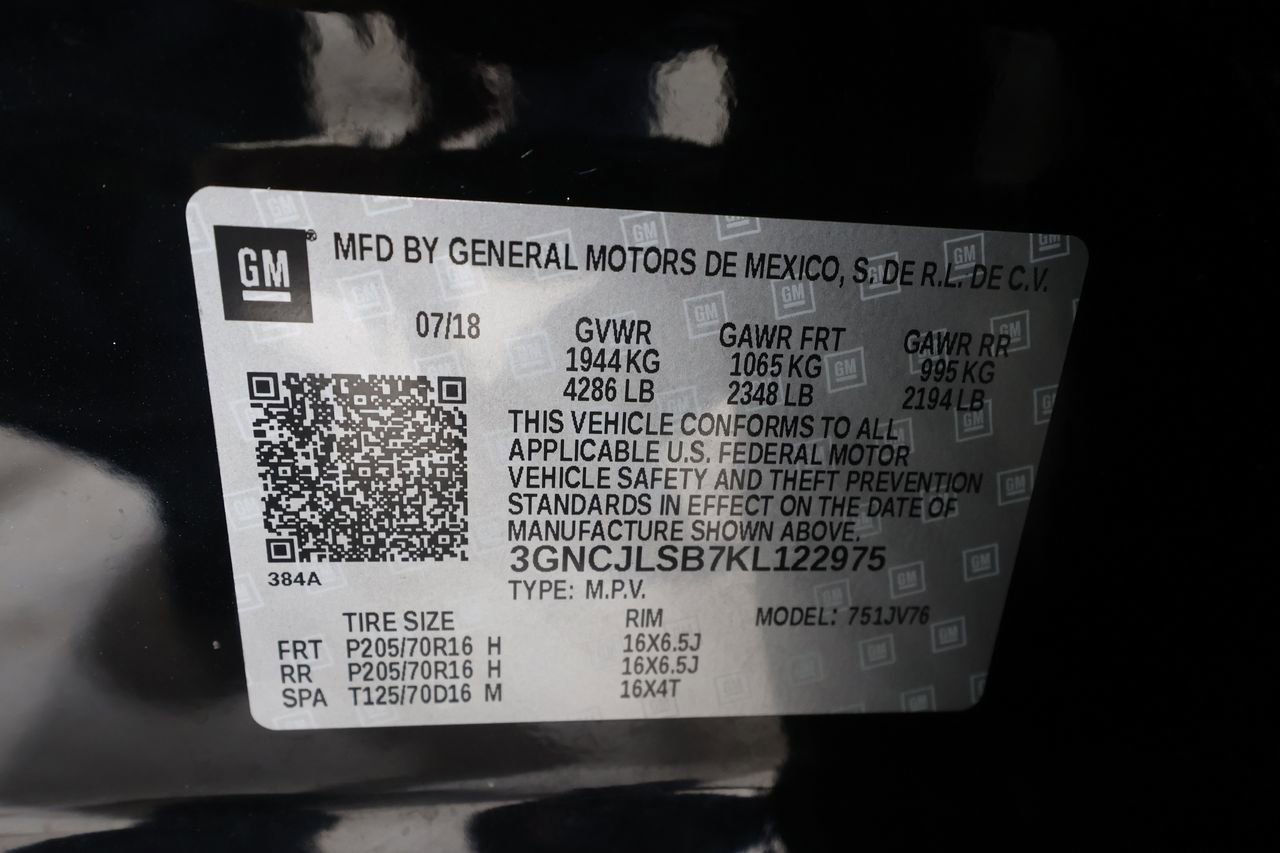 GM® MFD BY GENERAL MOTORS DE MEXICO, S. DE R.L. DE C.V.
07/18 GVWR GAWR FRT GAWR RR
1944 KG 1065 KG 995 KG
4286 LB 2348 LB 2194 LB
THIS VEHICLE CONFORMS TO ALL
APPLICABLE U.S. FEDERAL MOTOR
VEHICLE SAFETY AND THEFT PREVENTION
STANDARDS IN EFFECT ON THE DATE OF
MANUFACTURE SHOWN ABOVE.
3GNCJLSB7KL122975
384A
TYPE: M.P.V.
TIRE SIZE RIM MODEL: 751JV76
FRT P205/70R16 H 16X6.5J
RR P205/70R16 H 16X6.5J
SPA T125/70D16 M 16X4T